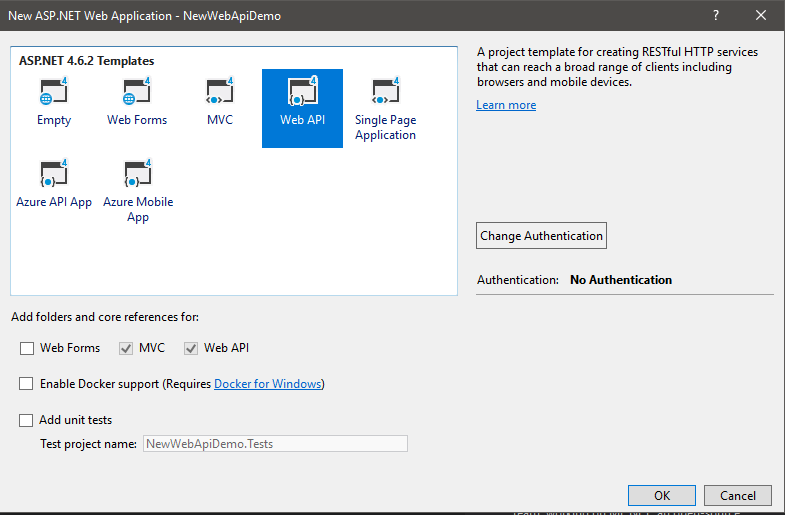 New ASP.NET Web Application - NewWebApiDemo
? 
ASP.NET 4.6.2 Templates
4 4 4 4 4
Empty Web Forms MVC Web API Single Page
Application
4 4
Azure API App Azure Mobile
App
A project template for creating RESTful HTTP services
that can reach a broad range of clients including
browsers and mobile devices.
Learn more
Change Authentication
Authentication: No Authentication
Add folders and core references for:
Web Forms MVC Web API
Enable Docker support (Requires Docker for Windows)
Add unit tests
Test project name: NewWebApiDemo.Tests
OK Cancel